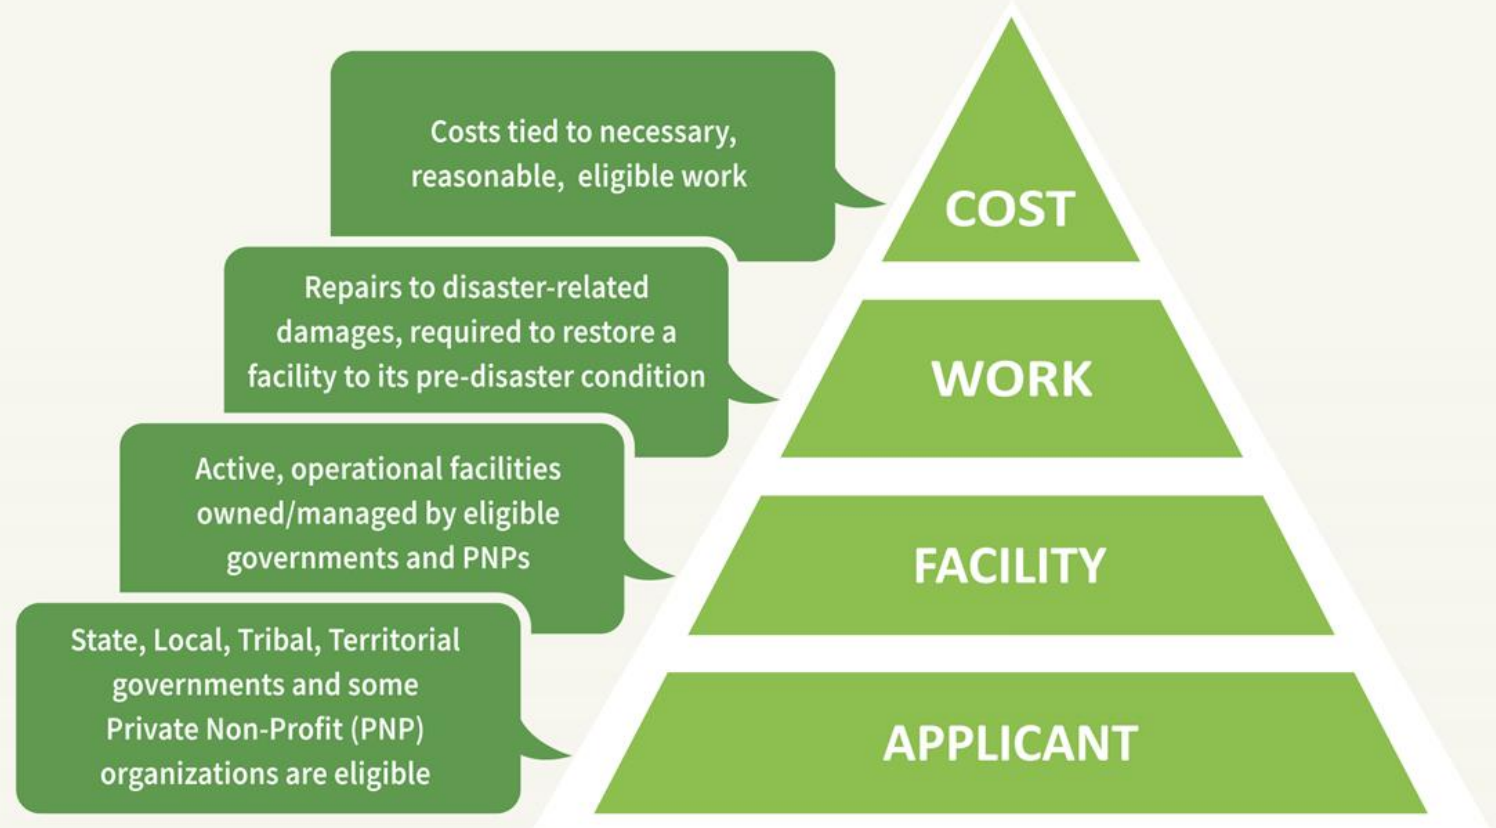 Costs tied to necessary,
reasonable, eligible work
COST
Repairs to disaster-related
damages, required to restore a
facility to its pre-disaster condition
WORK
Active, operational facilities
owned/managed by eligible
governments and PNPs
FACILITY
State, Local, Tribal, Territorial
governments and some
Private Non-Profit (PNP)
organizations are eligible
APPLICANT